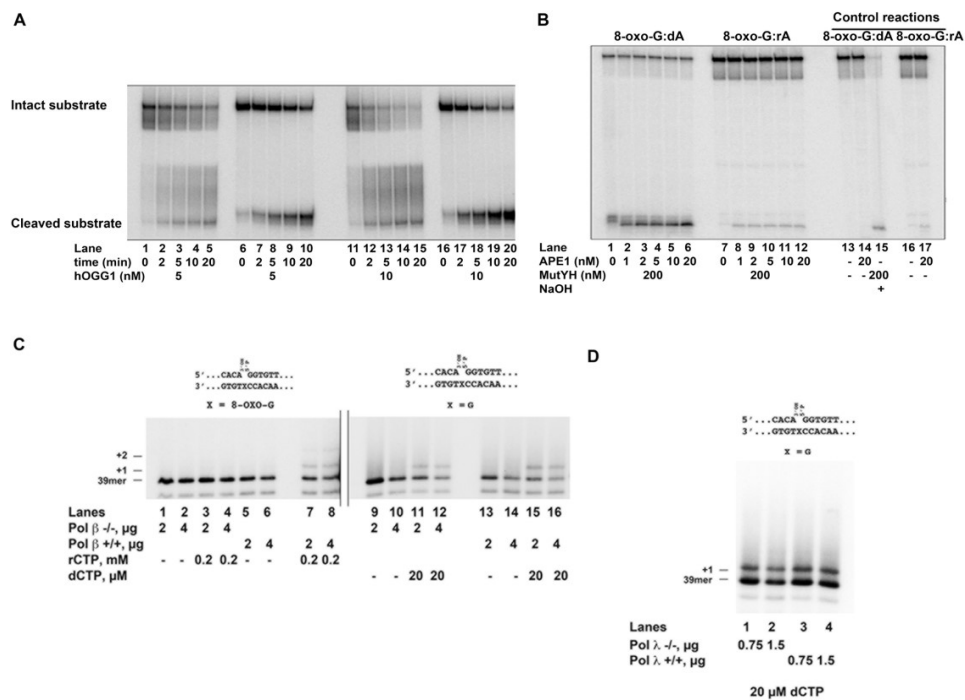 A
Intact substrate
Cleaved substrate
Lane 1 2 3 4 5 6 7 8 9 10 11 12 13 14 15 16 17 18 19 20
time (min) 0 2 5 10 20 0 2 5 10 20 0 2 5 10 20 0 2 5 10 20
hOGG1 (nM) 5 5 10 10
B
Control reactions
8-oxo-G:dA 8-oxo-G:rA 8-oxo-G:dA 8-oxo-G:rA
Lane 1 2 3 4 5 6 7 8 9 10 11 12 13 14 15 16 17
APE1 (nM) 0 1 2 5 10 20 0 1 2 5 10 20 - 20 - - 20
MutYH (nM) 200 200 - - 200 - -
NaOH +
C
5'...CACA GGTGTT...
3'...GTGTXCCACAA...
X = 8-OXO-G
5'...CACA GGTGTT...
3'...GTGTXCCACAA...
X = G
+2
+1
39mer
Lanes 1 2 3 4 5 6 7 8 9 10 11 12 13 14 15 16
Pol β -/-, µg 2 4 2 4 2 4 2 4
Pol β +/+, µg 2 4 2 4 2 4 2 4
rCTP, mM - - 0.2 0.2 - - 0.2 0.2
dCTP, µM - - 20 20 - - 20 20
D
5'...CACA GGTGTT...
3'...GTGTXCCACAA...
X = G
+1
39mer
Lanes 1 2 3 4
Pol λ -/-, µg 0.75 1.5
Pol λ +/+, µg 0.75 1.5
20 µM dCTP